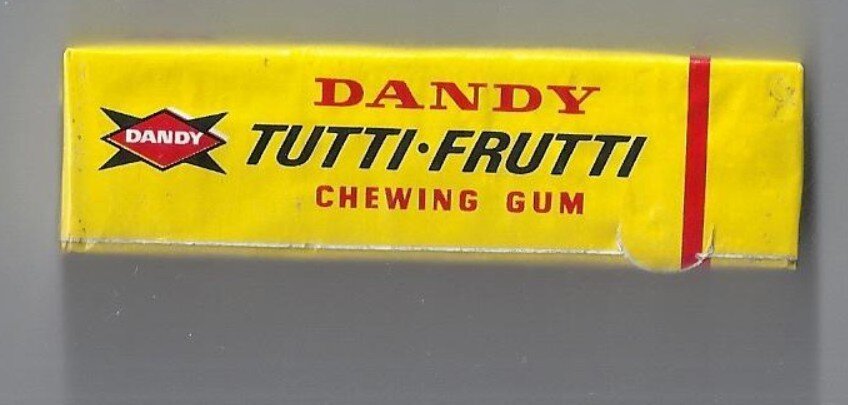 DANDY
DANDY
TUTTI·FRUTTI
CHEWING GUM